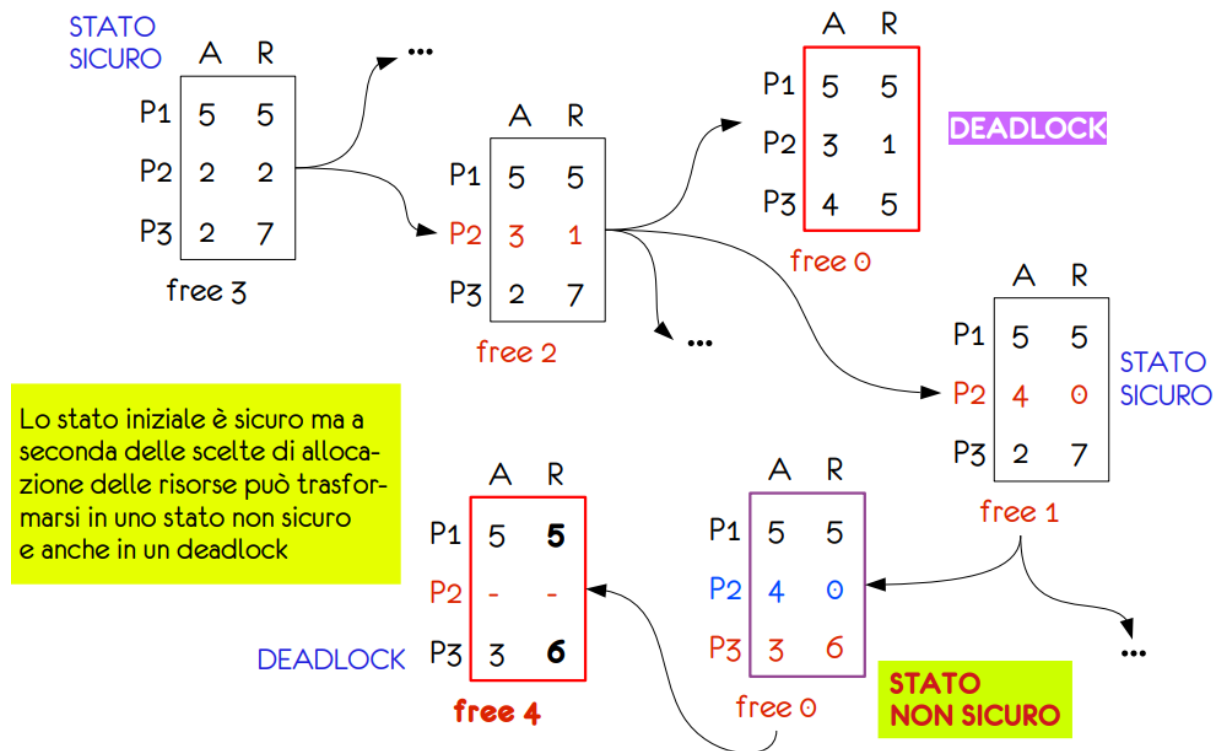 STATO
SICURO
A R
P1 5 5
P2 2 2
P3 2 7
free 3
...
A R
P1 5 5
P2 3 1
P3 2 7
free 2
A R
P1 5 5
P2 3 1
P3 4 5
free 0
DEADLOCK
...
A R
P1 5 5
P2 4 0
P3 2 7
free 1
STATO
SICURO
Lo stato iniziale è sicuro ma a
seconda delle scelte di alloca-
zione delle risorse può trasfor-
marsi in uno stato non sicuro
e anche in un deadlock
A R
P1 5 5
P2 - -
P3 3 6
free 4
DEADLOCK
A R
P1 5 5
P2 4 0
P3 3 6
free 0
STATO
NON SICURO
...